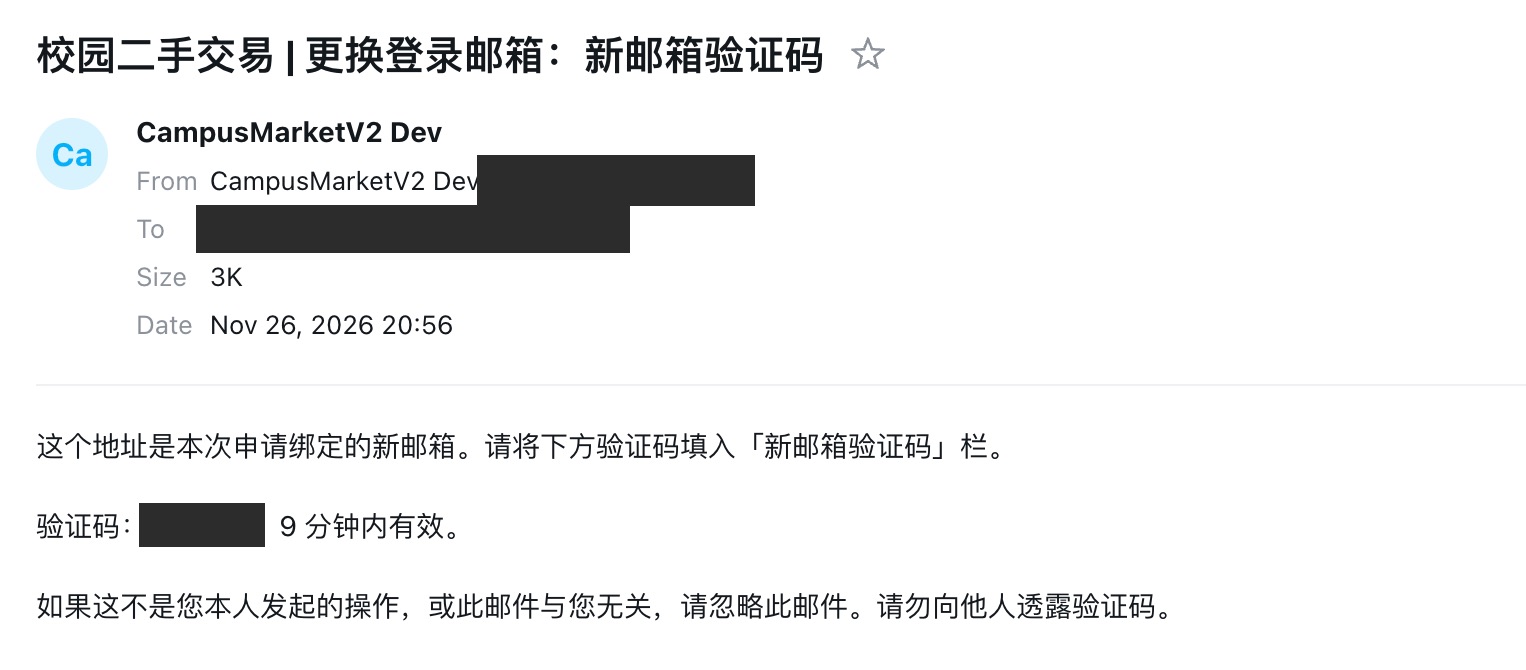 校园二手交易 | 更换登录邮箱：新邮箱验证码
Ca
CampusMarketV2 Dev
From CampusMarketV2 Dev
To
Size 3K
Date Nov 26, 2026 20:56
这个地址是本次申请绑定的新邮箱。请将下方验证码填入「新邮箱验证码」栏。
验证码： 9 分钟内有效。
如果这不是您本人发起的操作，或此邮件与您无关，请忽略此邮件。请勿向他人透露验证码。